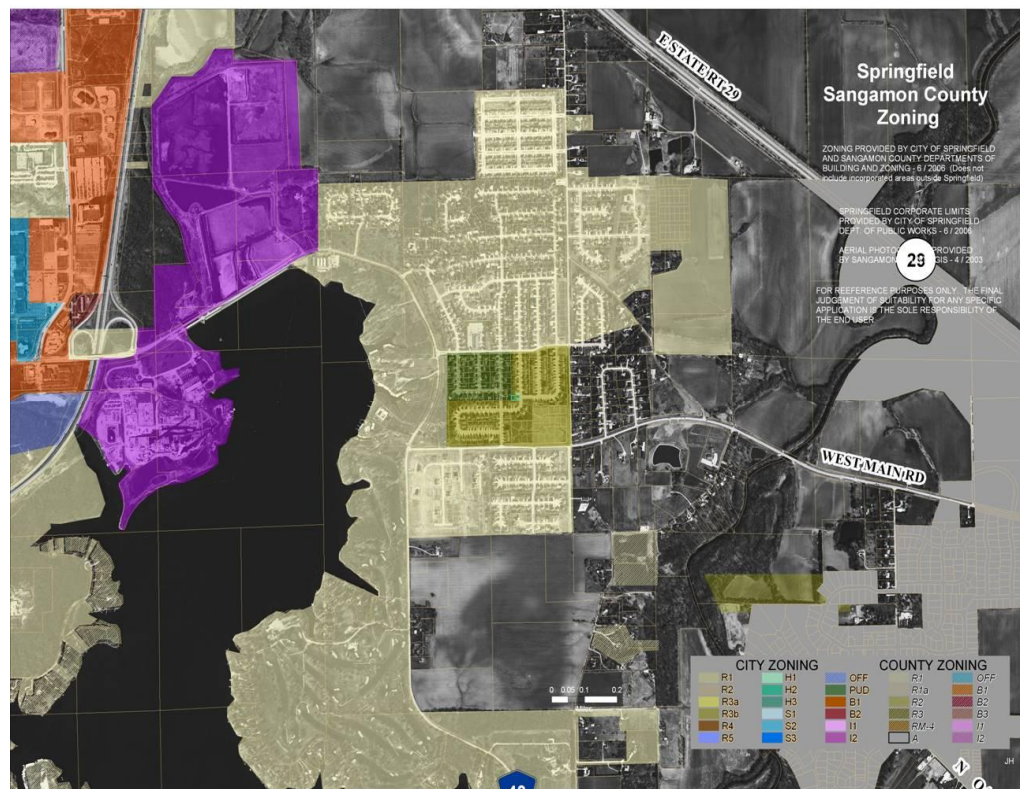 E STATE RT 29
Springfield
Sangamon County
Zoning
ZONING PROVIDED BY CITY OF SPRINGFIELD
AND SANGAMON COUNTY DEPARTMENTS OF
BUILDING AND ZONING - 6 / 2006 (Does not
include incorporated areas outside Springfield)
SPRINGFIELD CORPORATE LIMITS
PROVIDED BY CITY OF SPRINGFIELD
DEPT. OF PUBLIC WORKS - 6 / 2006
AERIAL PROVIDED
BY SANGAMON GIS - 4 / 2003
29
FOR REEFERENCE PURPOSES ONLY. THE FINAL
JUDGEMENT OF SUITABILITY FOR ANY SPECIFIC
APPLICATION IS THE SOLE RESPONSIBILITY OF
THE END USER
WEST MAIN RD
0 0.05 0.1 0.2
CITY ZONING
R1
R2
R3a
R3b
R4
R5
H1
H2
H3
S1
S2
S3
OFF
PUD
B1
B2
I1
I2
COUNTY ZONING
R1
R1a
R2
R3
RM-4
A
OFF
B1
B2
B3
I1
I2
JH
N